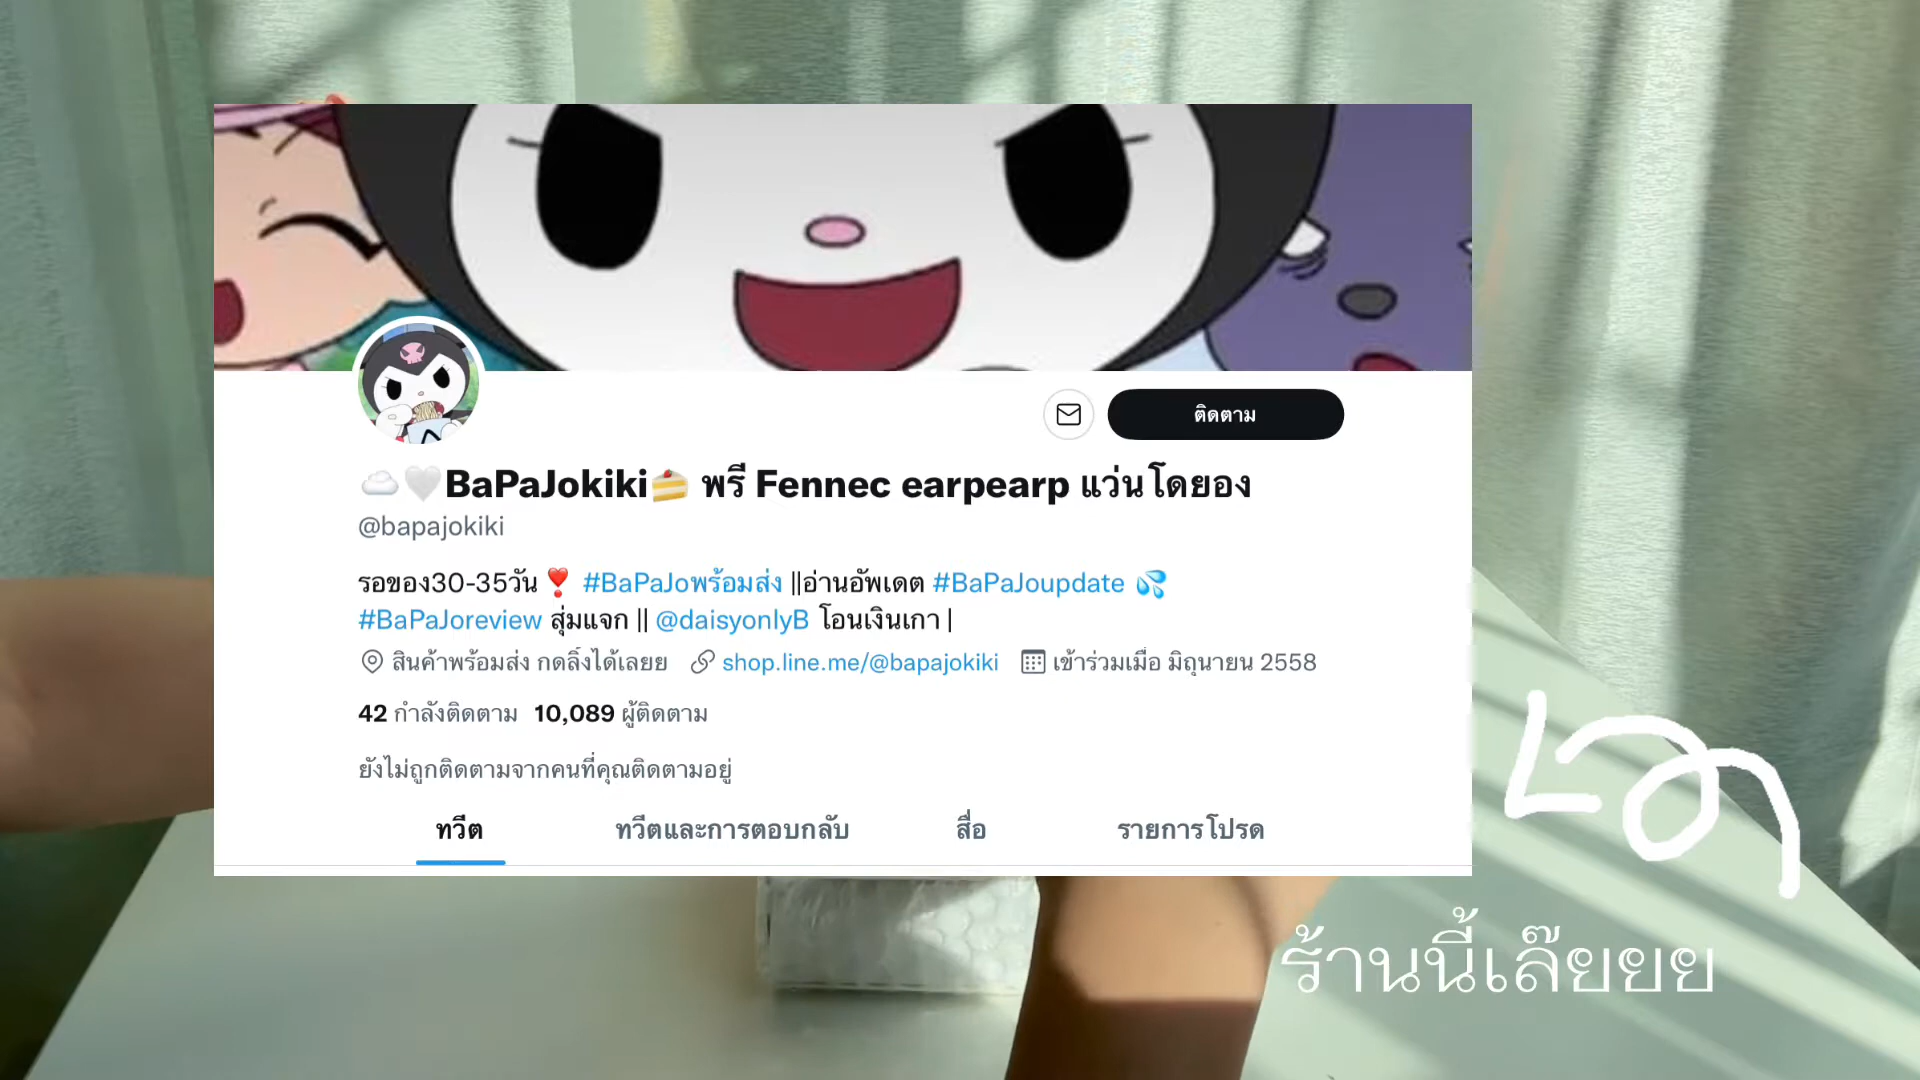 ติดตาม
☁️🤍BaPaJokiki🍰 พรี Fennec earpearp แว่นโดยอง
@bapajokiki
รอของ30-35วัน❣️ #BaPaJoพร้อมส่ง ||อ่านอัพเดต #BaPaJoupdate 💦
#BaPaJoreview สุ่มแจก || @daisyonlyB โอนเงินเกา |
สินค้าพร้อมส่ง กดลิ้งได้เลยย shop.line.me/@bapajokiki เข้าร่วมเมื่อ มิถุนายน 2558
42 กำลังติดตาม 10,089 ผู้ติดตาม
ยังไม่ถูกติดตามจากคนที่คุณติดตามอยู่
ทวีต ทวีตและการตอบกลับ สื่อ รายการโปรด
ร้านนี้เล๊ยยย